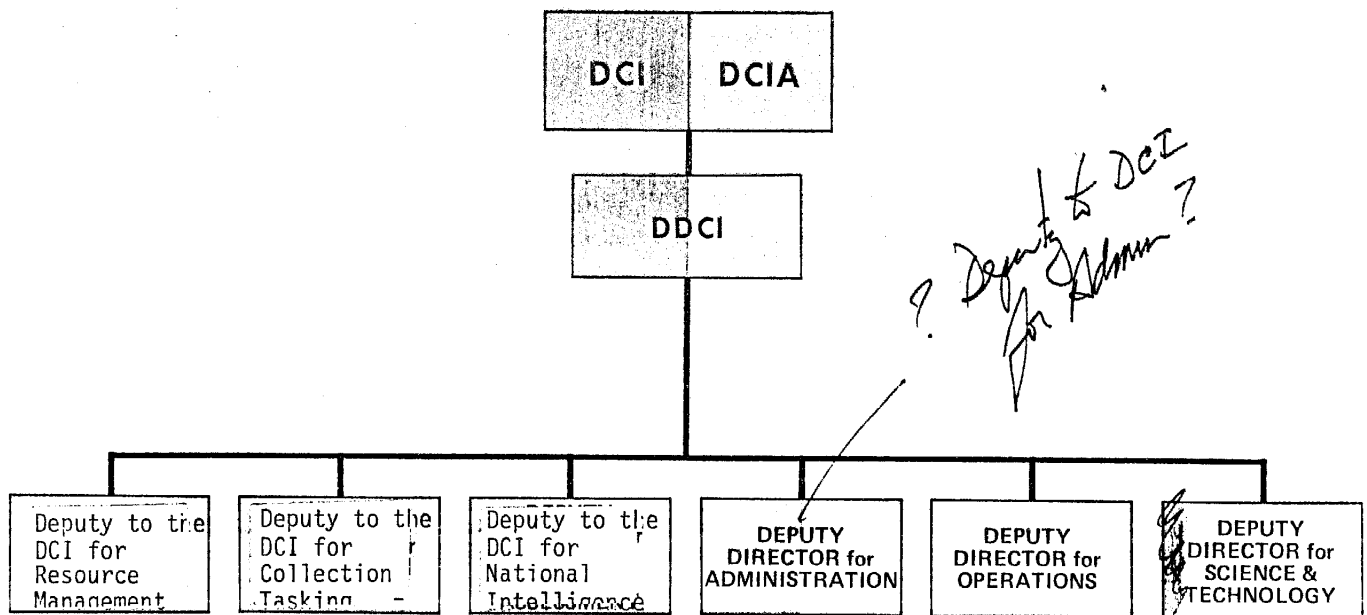 DCI DCIA
DDCI
? Deputy to DCI
for Admin ?
Deputy to the
DCI for
Resource
Management
Deputy to the
DCI for
Collection
Tasking
Deputy to the
DCI for
National
Intelligence
DEPUTY
DIRECTOR for
ADMINISTRATION
DEPUTY
DIRECTOR for
OPERATIONS
DEPUTY
DIRECTOR for
SCIENCE &
TECHNOLOGY